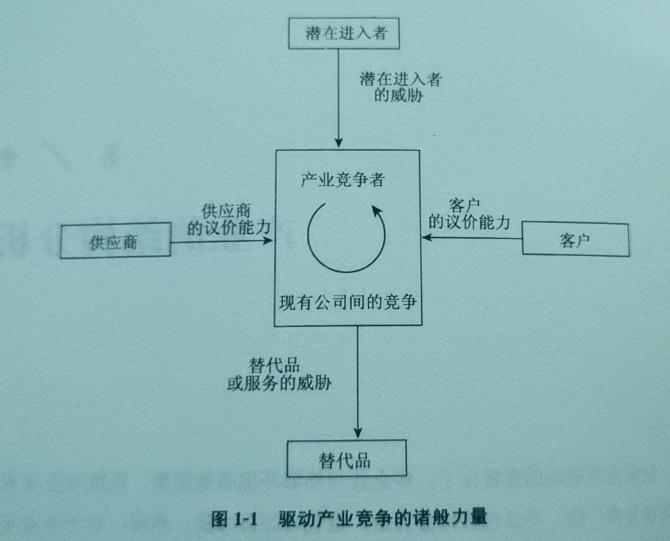 潜在进入者
潜在进入者
的威胁
产业竞争者
供应商
的议价能力
客户
的议价能力
供应商
客户
现有公司间的竞争
替代品
或服务的威胁
替代品
图 1-1 驱动产业竞争的诸般力量